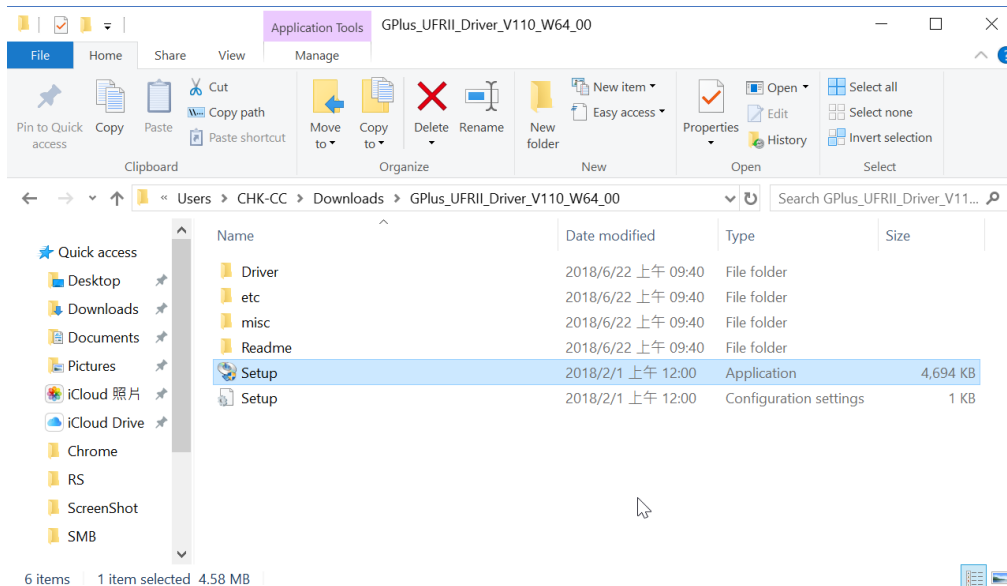 Application Tools GPlus_UFRII_Driver_V110_W64_00
File Home Share View Manage
Pin to Quick access
Copy
Paste
Cut
Copy path
Paste shortcut
Clipboard
Move to
Copy to
Delete
Rename
Organize
New folder
New item
Easy access
New
Properties
Open
Edit
History
Open
Select all
Select none
Invert selection
Select
« Users > CHK-CC > Downloads > GPlus_UFRII_Driver_V110_W64_00
Search GPlus_UFRII_Driver_V11...
Quick access
Desktop
Downloads
Documents
Pictures
iCloud 照片
iCloud Drive
Chrome
RS
ScreenShot
SMB
Name Date modified Type Size
Driver 2018/6/22 上午 09:40 File folder
etc 2018/6/22 上午 09:40 File folder
misc 2018/6/22 上午 09:40 File folder
Readme 2018/6/22 上午 09:40 File folder
Setup 2018/2/1 上午 12:00 Application 4,694 KB
Setup 2018/2/1 上午 12:00 Configuration settings 1 KB
6 items 1 item selected 4.58 MB